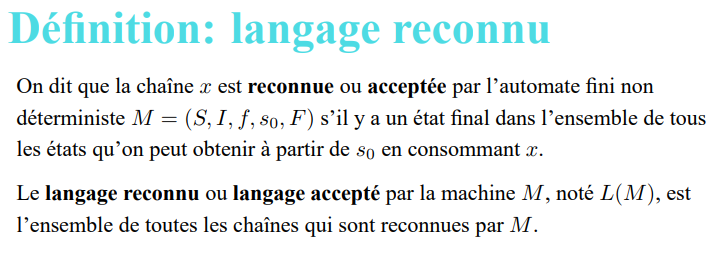 Définition: langage reconnu
On dit que la chaîne x est reconnue ou acceptée par l'automate fini non
déterministe M = (S, I, f, s₀, F) s'il y a un état final dans l'ensemble de tous
les états qu'on peut obtenir à partir de s₀ en consommant x.
Le langage reconnu ou langage accepté par la machine M, noté L(M), est
l'ensemble de toutes les chaînes qui sont reconnues par M.